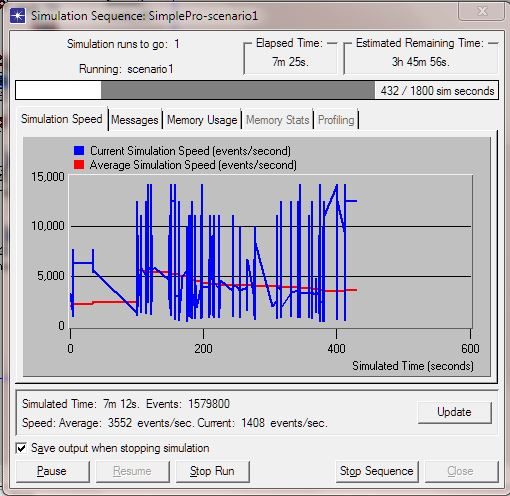 Simulation Sequence: SimplePro-scenario1
Simulation runs to go: 1
Running: scenario1
Elapsed Time:
7m 25s.
Estimated Remaining Time:
3h 45m 56s.
432 / 1800 sim seconds
Simulation Speed Messages Memory Usage Memory Stats Profiling
Current Simulation Speed (events/second)
Average Simulation Speed (events/second)
15,000
10,000
5,000
0
0 200 400 600
Simulated Time (seconds)
Simulated Time: 7m 12s. Events: 1579800
Speed: Average: 3552 events/sec. Current: 1408 events/sec.
Update
Save output when stopping simulation
Pause Resume Stop Run Stop Sequence Close